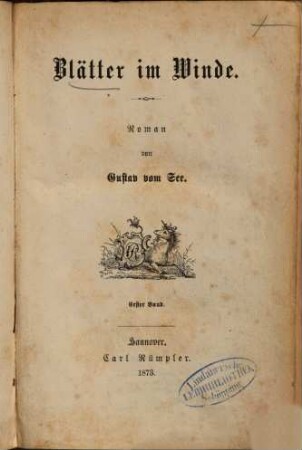 Blätter im Winde.
Roman
von
Gustav vom See.
Erster Band.
Hannover,
Carl Rümpler.
1873.